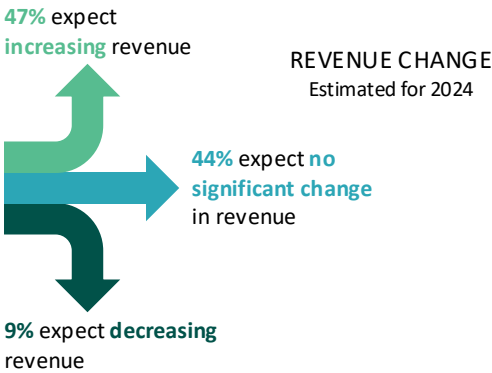 47% expect
increasing revenue
REVENUE CHANGE
Estimated for 2024
44% expect no
significant change
in revenue
9% expect decreasing
revenue